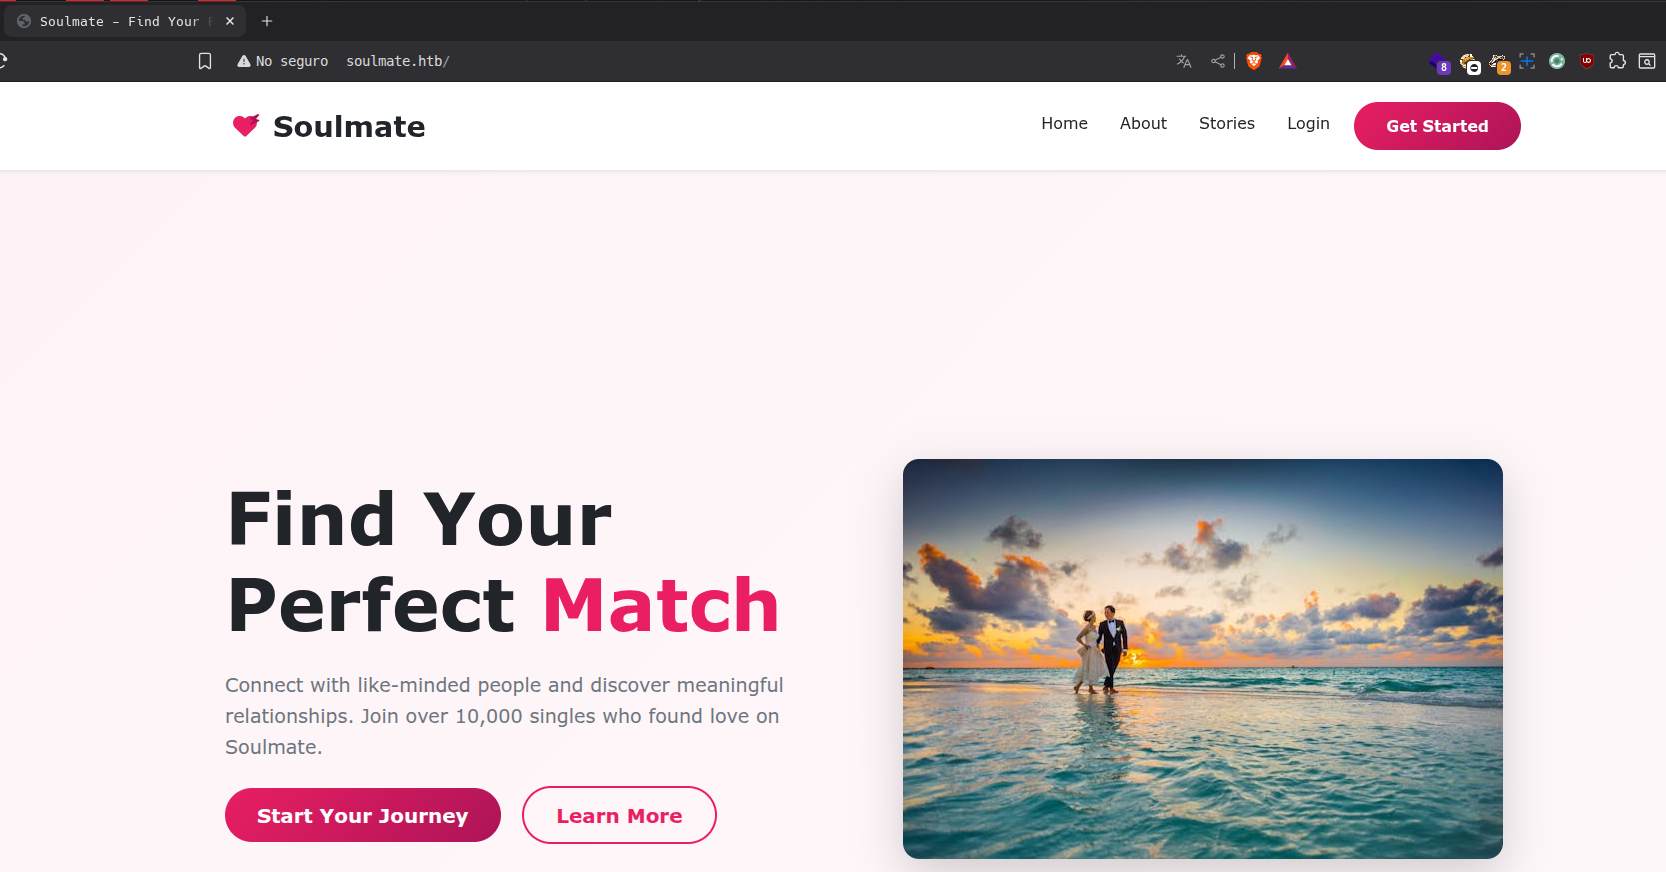 Soulmate - Find Your
No seguro soulmate.htb/
8
2
Soulmate
Home About Stories Login Get Started
Find Your
Perfect Match
Connect with like-minded people and discover meaningful
relationships. Join over 10,000 singles who found love on
Soulmate.
Start Your Journey Learn More